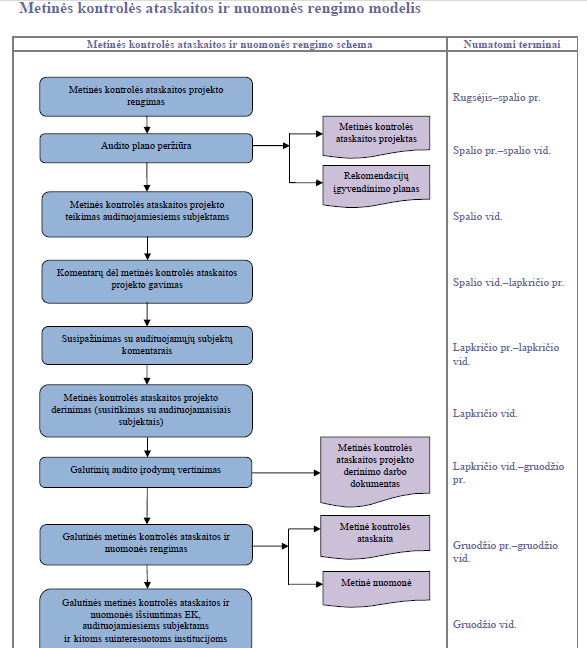 Metinės kontrolės ataskaitos ir nuomonės rengimo modelis
Metinės kontrolės ataskaitos ir nuomonės rengimo schema
Numatomi terminai
Metinės kontrolės ataskaitos projekto
rengimas
Rugsėjis–spalio pr.
Audito plano peržiūra
Metinės kontrolės
ataskaitos projektas
Rekomendacijų
įgyvendinimo planas
Spalio pr.–spalio vid.
Metinės kontrolės ataskaitos projekto
teikimas audituojamiesiems subjektams
Spalio vid.
Komentarų dėl metinės kontrolės ataskaitos
projekto gavimas
Spalio vid.–lapkričio pr.
Susipažinimas su audituojamųjų subjektų
komentarais
Lapkričio pr.–lapkričio
vid.
Metinės kontrolės ataskaitos projekto
derinimas (susitikimas su audituojamaisiais
subjektais)
Lapkričio vid.
Galutinių audito įrodymų vertinimas
Metinės kontrolės
ataskaitos projekto
derinimo darbo
dokumentas
Lapkričio vid.–gruodžio
pr.
Galutinės metinės kontrolės ataskaitos ir
nuomonės rengimas
Metinė kontrolės
ataskaita
Metinė nuomonė
Gruodžio pr.–gruodžio
vid.
Galutinės metinės kontrolės ataskaitos ir
nuomonės išsiuntimas EK,
audituojamiesiems subjektams
ir kitoms suinteresuotoms institucijoms
Gruodžio vid.